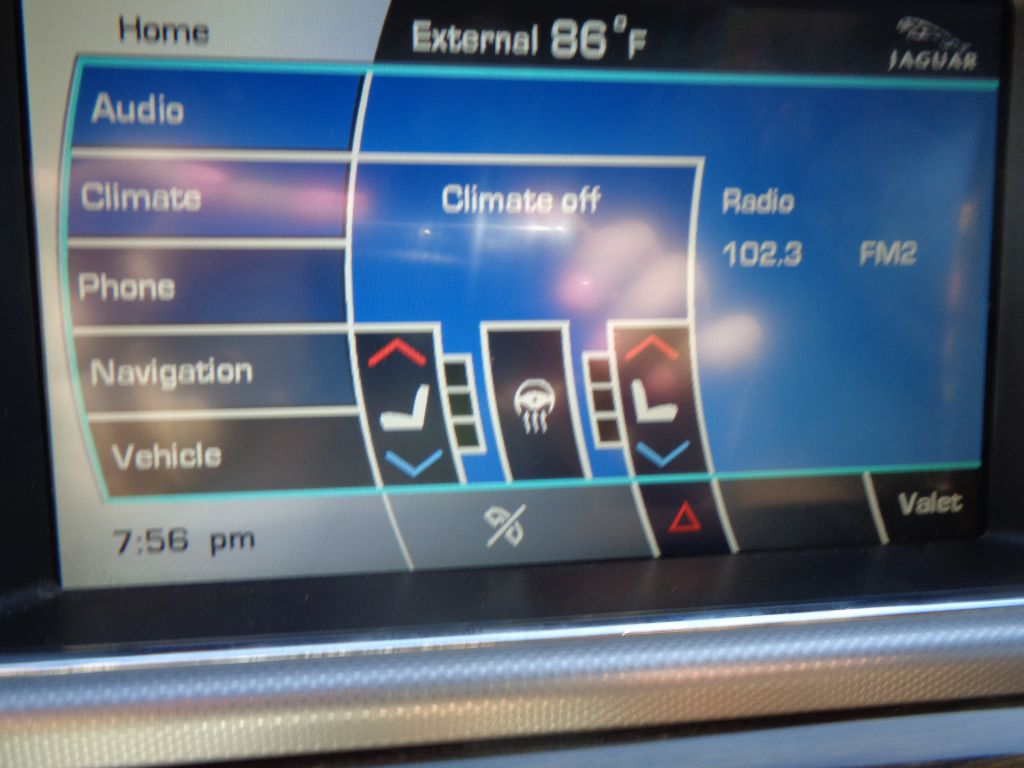 Home
External 86°F
JAGUAR
Audio
Climate
Climate off
Radio
102.3 FM2
Phone
Navigation
Vehicle
7:56 pm
Valet